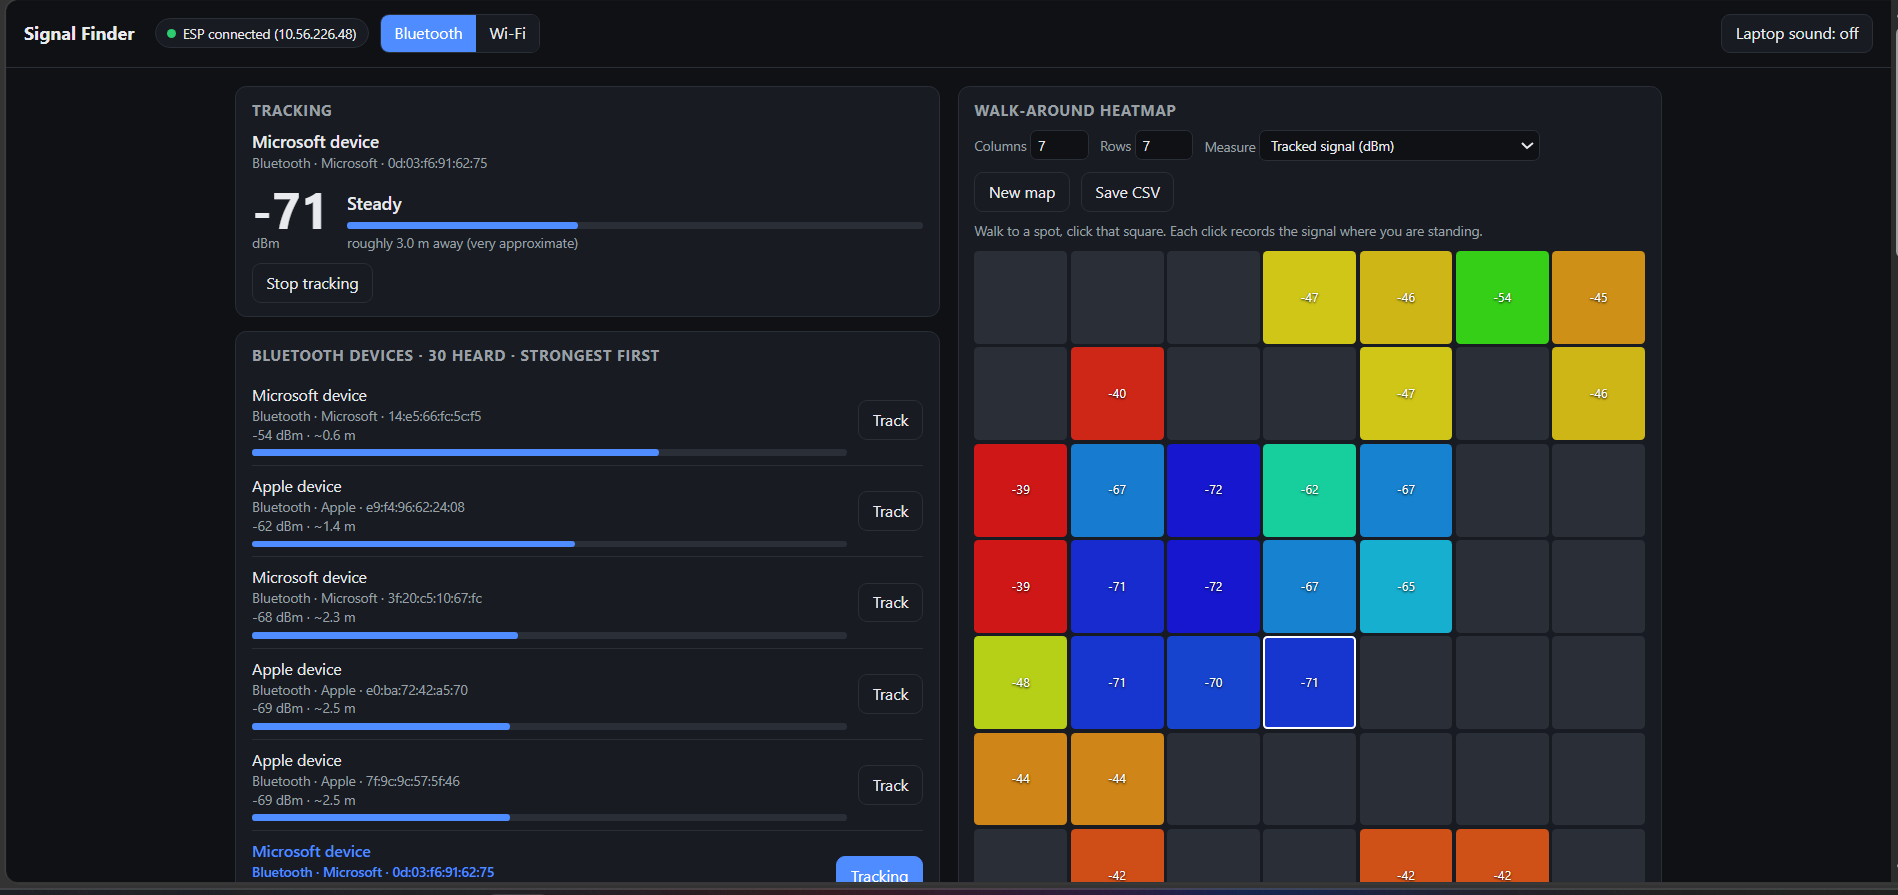 Signal Finder
ESP connected (10.56.226.48)
Bluetooth
Wi-Fi
Laptop sound: off
TRACKING
Microsoft device
Bluetooth · Microsoft · 0d:03:f6:91:62:75
-71
dBm
Steady
roughly 3.0 m away (very approximate)
Stop tracking
BLUETOOTH DEVICES · 30 HEARD · STRONGEST FIRST
Microsoft device
Bluetooth · Microsoft · 14:e5:66:fc:5c:f5
-54 dBm · ~0.6 m
Track
Apple device
Bluetooth · Apple · e9:f4:96:62:24:08
-62 dBm · ~1.4 m
Track
Microsoft device
Bluetooth · Microsoft · 3f:20:c5:10:67:fc
-68 dBm · ~2.3 m
Track
Apple device
Bluetooth · Apple · e0:ba:72:42:a5:70
-69 dBm · ~2.5 m
Track
Apple device
Bluetooth · Apple · 7f:9c:9c:57:5f:46
-69 dBm · ~2.5 m
Track
Microsoft device
Bluetooth · Microsoft · 0d:03:f6:91:62:75
Tracking
WALK-AROUND HEATMAP
Columns 7 Rows 7 Measure Tracked signal (dBm)
New map
Save CSV
Walk to a spot, click that square. Each click records the signal where you are standing.
-47 -46 -54 -45
-40 -47 -46
-39 -67 -72 -62 -67
-39 -71 -72 -67 -65
-48 -71 -70 -71
-44 -44
-42 -42 -42